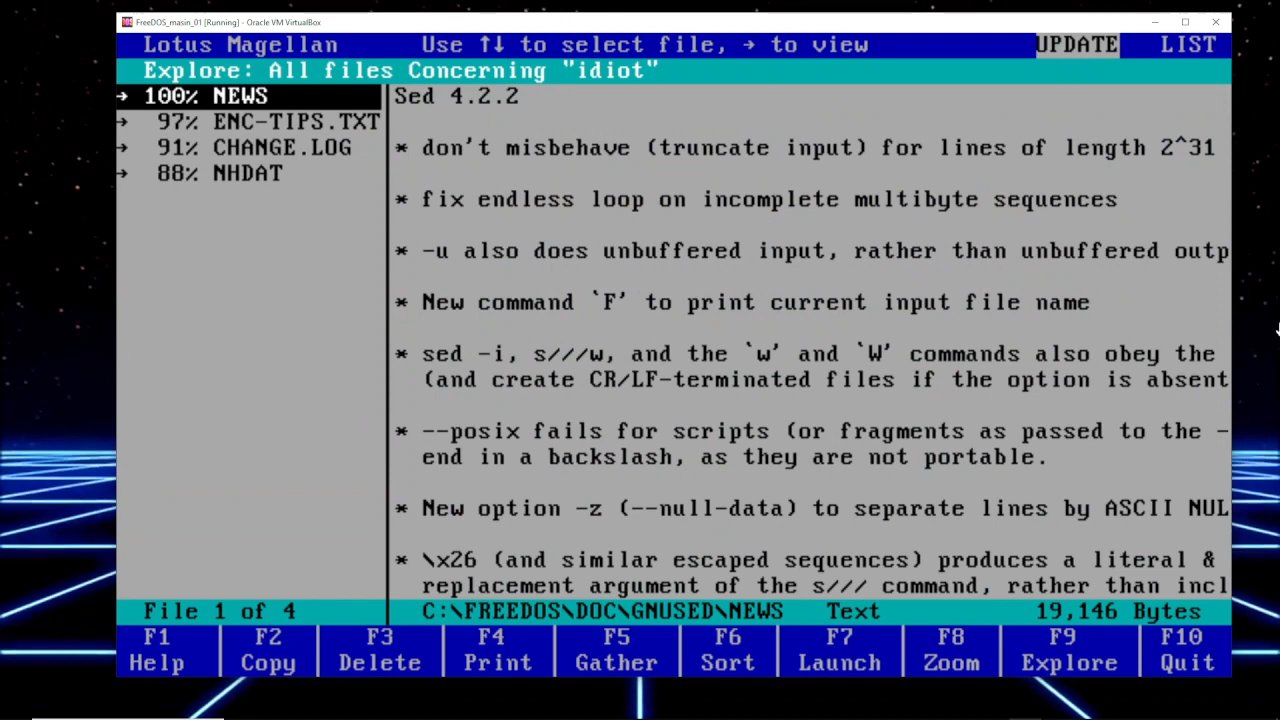 FreeDOS_masin_01 [Running] - Oracle VM VirtualBox
Lotus Magellan Use ↑↓ to select file, → to view UPDATE LIST
Explore: All files Concerning "idiot"
→ 100% NEWS
→ 97% ENC-TIPS.TXT
→ 91% CHANGE.LOG
→ 88% NHDAT
Sed 4.2.2
* don't misbehave (truncate input) for lines of length 2^31
* fix endless loop on incomplete multibyte sequences
* -u also does unbuffered input, rather than unbuffered outp
* New command `F' to print current input file name
* sed -i, s///w, and the `w' and `W' commands also obey the
(and create CR/LF-terminated files if the option is absent
* --posix fails for scripts (or fragments as passed to the -
end in a backslash, as they are not portable.
* New option -z (--null-data) to separate lines by ASCII NUL
* \x26 (and similar escaped sequences) produces a literal &
replacement argument of the s/// command, rather than incl
File 1 of 4 C:\FREEDOS\DOC\GNUSED\NEWS Text 19,146 Bytes
F1 F2 F3 F4 F5 F6 F7 F8 F9 F10
Help Copy Delete Print Gather Sort Launch Zoom Explore Quit